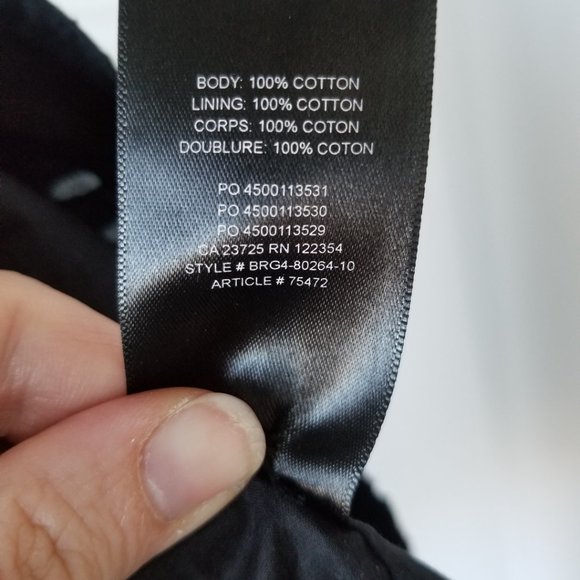 BODY: 100% COTTON
LINING: 100% COTTON
CORPS: 100% COTON
DOUBLURE: 100% COTON
PO 4500113531
PO 4500113530
PO 4500113529
CA 23725 RN 122354
STYLE # BRG4-80264-10
ARTICLE # 75472